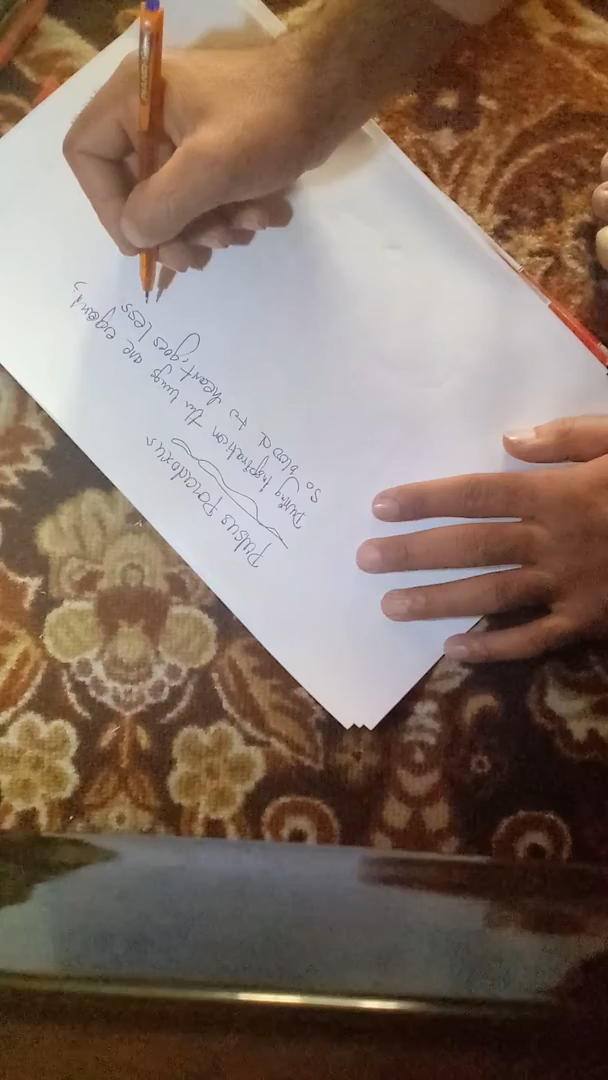 Pulsus Paradoxus
During Inspiration the lungs are expand,
So blood to heart goes less